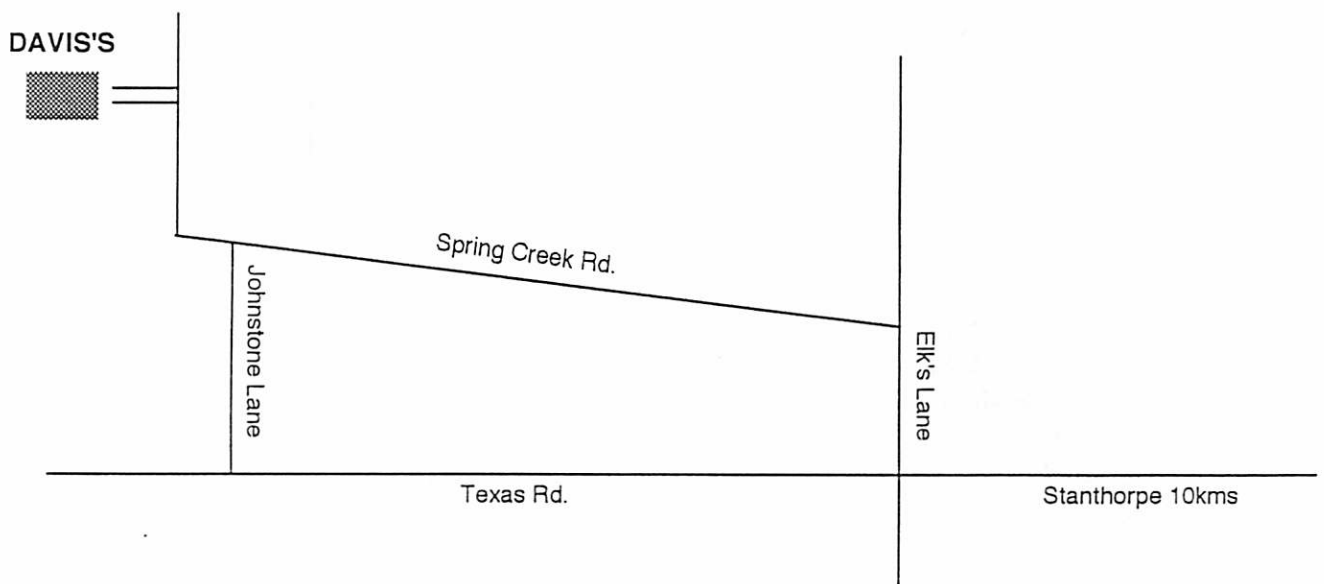 DAVIS'S
Spring Creek Rd.
Johnstone Lane
Elk's Lane
Texas Rd.
Stanthorpe 10kms